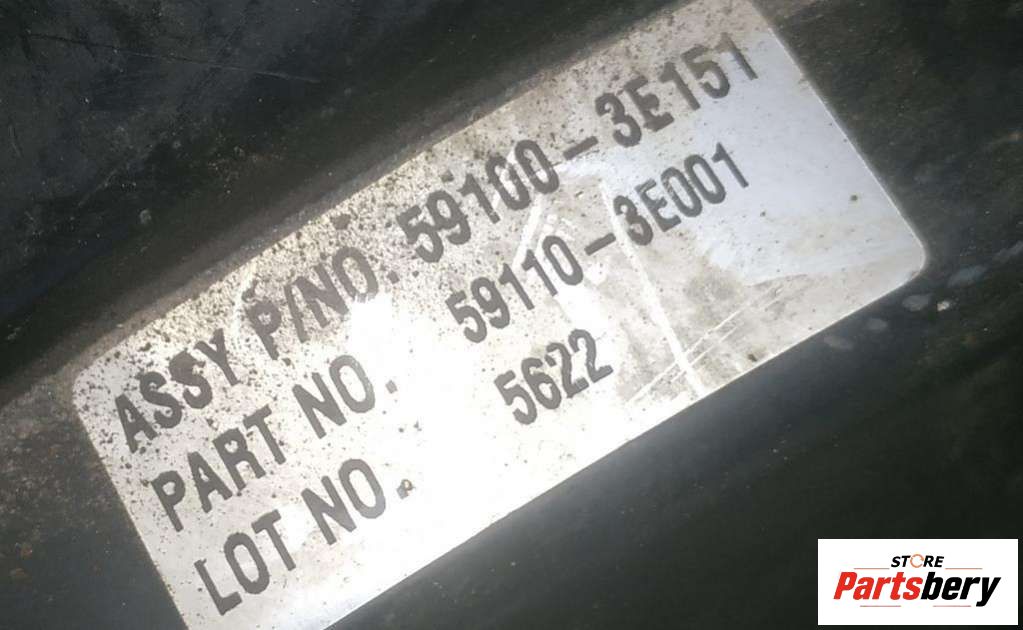 ASSY P/NO. 59100-3E151
PART NO. 59110-3E001
LOT NO. 5622
STORE
Partsbery